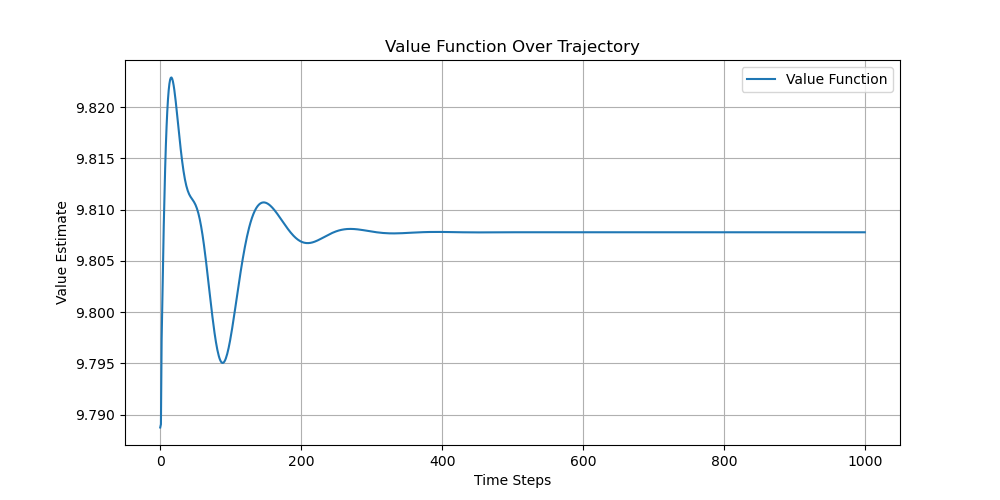 Value Function Over Trajectory
Value Function
Value Estimate
9.820
9.815
9.810
9.805
9.800
9.795
9.790
0 200 400 600 800 1000
Time Steps